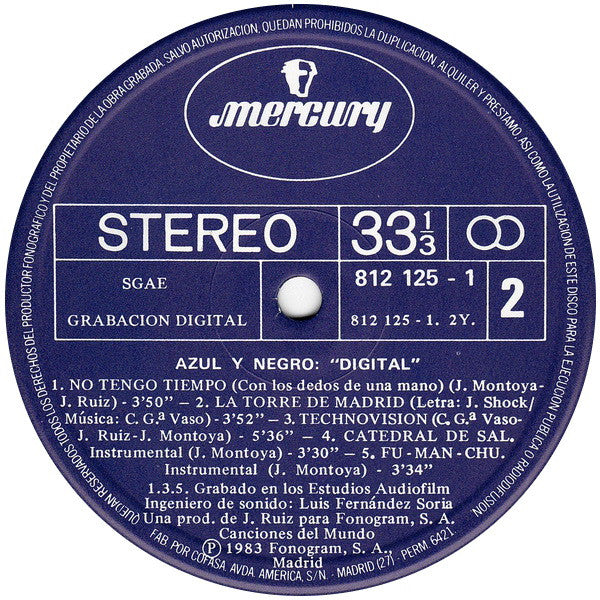 QUEDAN RESERVADOS TODOS LOS DERECHOS DEL PRODUCTOR FONOGRAFICO Y DEL PROPIETARIO DE LA OBRA GRABADA. SALVO AUTORIZACION, QUEDAN PROHIBIDOS LA DUPLICACION, ALQUILER Y PRESTAMO, ASI COMO LA UTILIZACION DE ESTE DISCO PARA LA EJECUCION PUBLICA O RADIODIFUSION
mercury
STEREO
33 1/3
SGAE
812 125 - 1
2
GRABACION DIGITAL
812 125 - 1. 2Y.
AZUL Y NEGRO: “DIGITAL”
1. NO TENGO TIEMPO (Con los dedos de una mano) (J. Montoya-
J. Ruiz) - 3'50” – 2. LA TORRE DE MADRID (Letra: J. Shock/
Música: C. G.ª Vaso) - 3'52” – 3. TECHNOVISION (C. G.ª Vaso-
J. Ruiz-J. Montoya) - 5'36” – 4. CATEDRAL DE SAL.
Instrumental (J. Montoya) - 3'30” – 5. FU - MAN - CHU.
Instrumental (J. Montoya) - 3'34”
1.3.5. Grabado en los Estudios Audiofilm
Ingeniero de sonido: Luis Fernández Soria
Una prod. de J. Ruiz para Fonogram, S. A.
Canciones del Mundo
Ⓟ 1983 Fonogram, S. A.,
Madrid
FAB. POR COFASA. AVDA. AMERICA, S/N. - MADRID (27) - PERM. 6421.